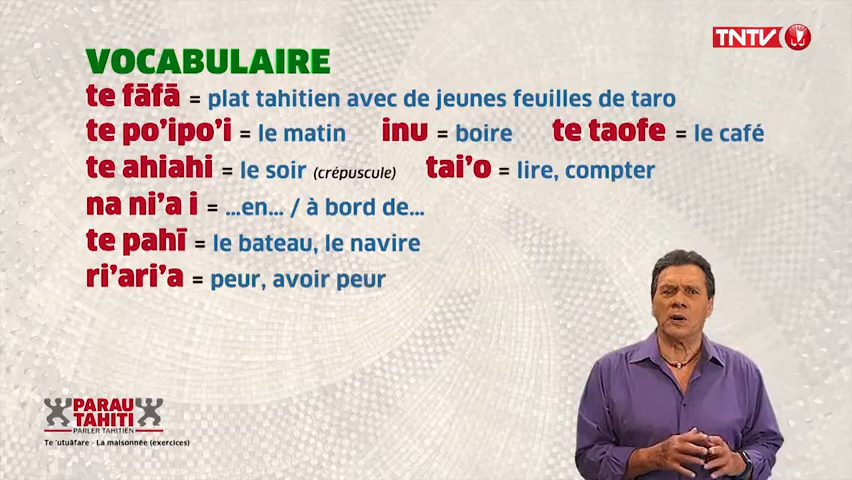 TNTV
VOCABULAIRE
te fāfā = plat tahitien avec de jeunes feuilles de taro
te po'ipo'i = le matin inu = boire te taofe = le café
te ahiahi = le soir (crépuscule) tai'o = lire, compter
na ni'a i = ...en... / à bord de...
te pahī = le bateau, le navire
ri'ari'a = peur, avoir peur
PARAU
TAHITI
PARLER TAHITIEN
Te 'utuāfare - La maisonnée (exercices)